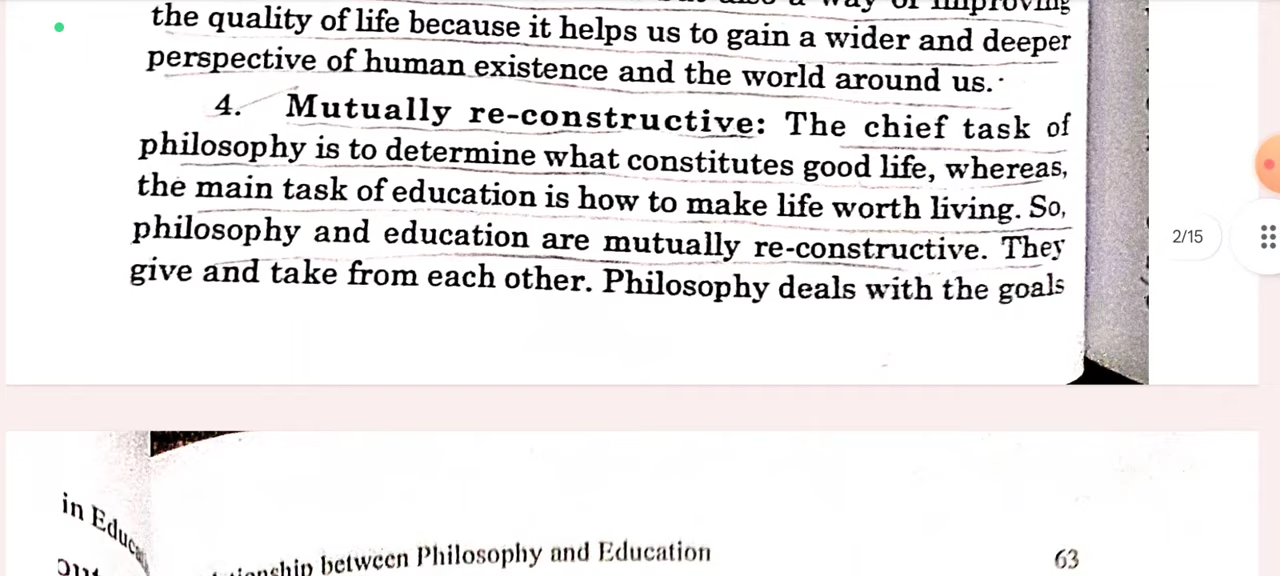 the quality of life because it helps us to gain a wider and deeper
perspective of human existence and the world around us.
4. Mutually re-constructive: The chief task of
philosophy is to determine what constitutes good life, whereas,
the main task of education is how to make life worth living. So,
philosophy and education are mutually re-constructive. They
give and take from each other. Philosophy deals with the goals
2/15
in Educ
between Philosophy and Education 63